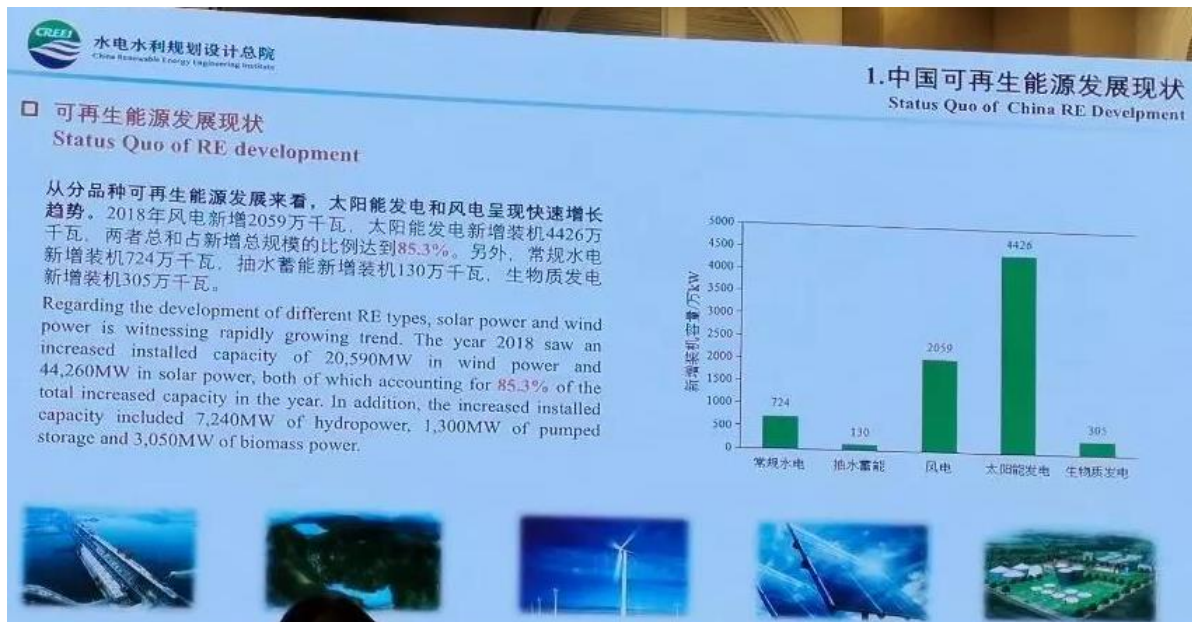 CREEI
水电水利规划设计总院
China Renewable Energy Engineering Institute
1.中国可再生能源发展现状
Status Quo of China RE Develpment
可再生能源发展现状
Status Quo of RE development
从分品种可再生能源发展来看，太阳能发电和风电呈现快速增长
趋势。2018年风电新增2059万千瓦，太阳能发电新增装机4426万
千瓦，两者总和占新增总规模的比例达到85.3%。另外，常规水电
新增装机724万千瓦，抽水蓄能新增装机130万千瓦，生物质发电
新增装机305万千瓦。
Regarding the development of different RE types, solar power and wind
power is witnessing rapidly growing trend. The year 2018 saw an
increased installed capacity of 20,590MW in wind power and
44,260MW in solar power, both of which accounting for 85.3% of the
total increased capacity in the year. In addition, the increased installed
capacity included 7,240MW of hydropower, 1,300MW of pumped
storage and 3,050MW of biomass power.
新增装机容量/万kW
5000
4500
4000
3500
3000
2500
2000
1500
1000
500
0
724
130
2059
4426
305
常规水电
抽水蓄能
风电
太阳能发电
生物质发电